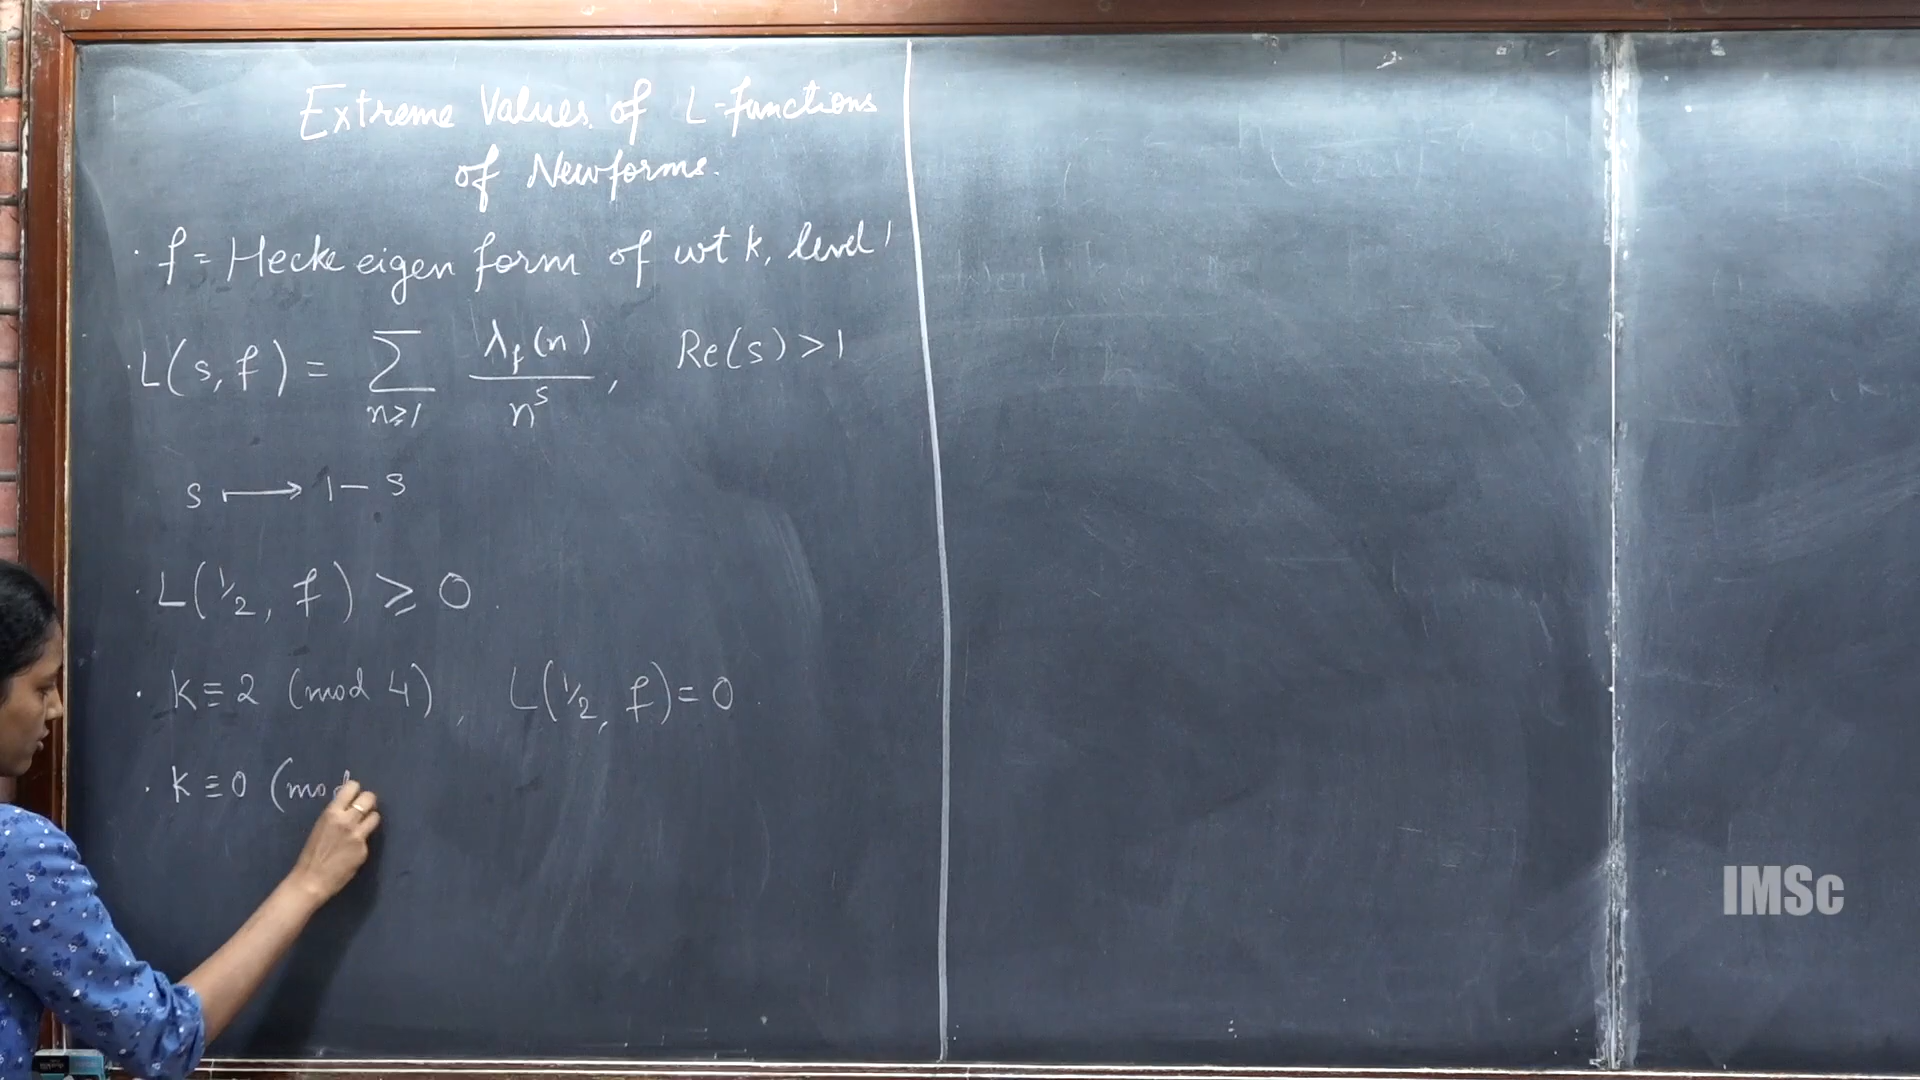 Extreme Values of L-functions
of Newforms.
· f = Hecke eigen form of wt k, level 1
· L(s, f) = ∑_{n≥1} λ_f(n)/n^s, Re(s) > 1
s ⟼ 1 - s
· L(1/2, f) ≥ 0.
· k ≡ 2 (mod 4), L(1/2, f) = 0.
· k ≡ 0 (mod
IMSc